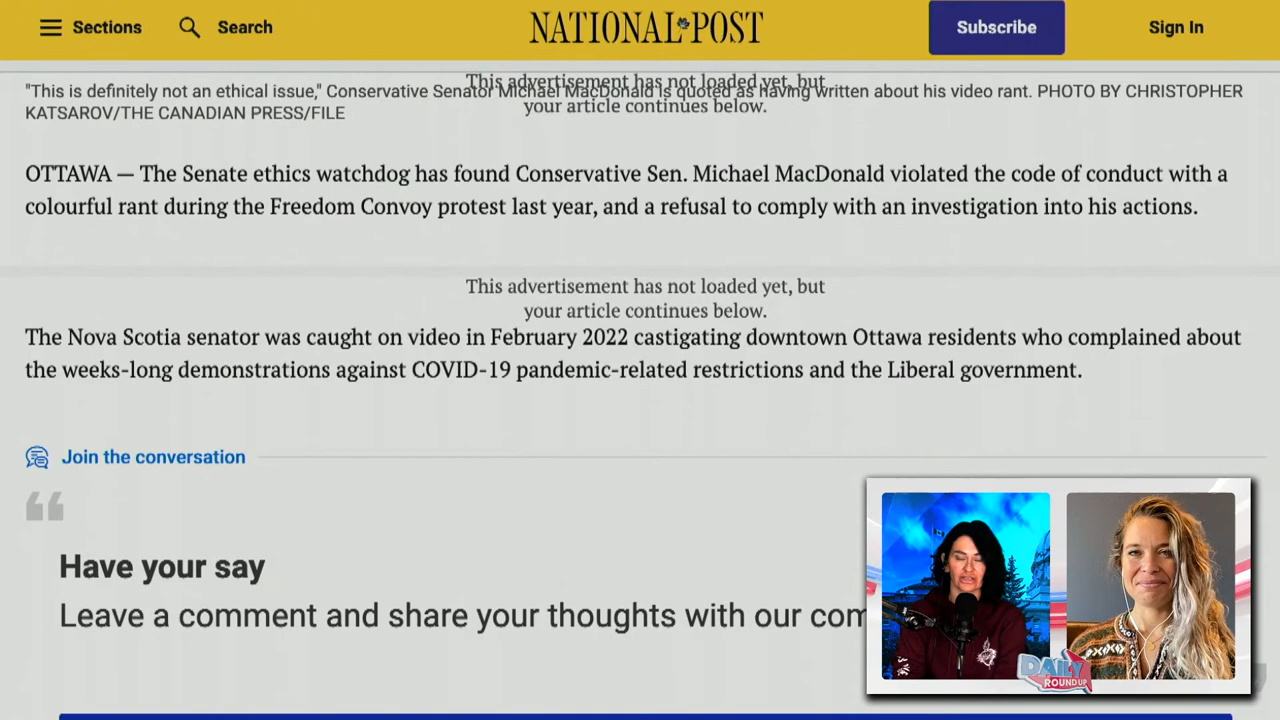 Sections
Search
NATIONAL POST
Subscribe
Sign In
This advertisement has not loaded yet, but
your article continues below.
"This is definitely not an ethical issue," Conservative Senator Michael MacDonald is quoted as having written about his video rant. PHOTO BY CHRISTOPHER
KATSAROV/THE CANADIAN PRESS/FILE
OTTAWA — The Senate ethics watchdog has found Conservative Sen. Michael MacDonald violated the code of conduct with a
colourful rant during the Freedom Convoy protest last year, and a refusal to comply with an investigation into his actions.
This advertisement has not loaded yet, but
your article continues below.
The Nova Scotia senator was caught on video in February 2022 castigating downtown Ottawa residents who complained about
the weeks-long demonstrations against COVID-19 pandemic-related restrictions and the Liberal government.
Join the conversation
Have your say
Leave a comment and share your thoughts with our com
DAILY
ROUNDUP